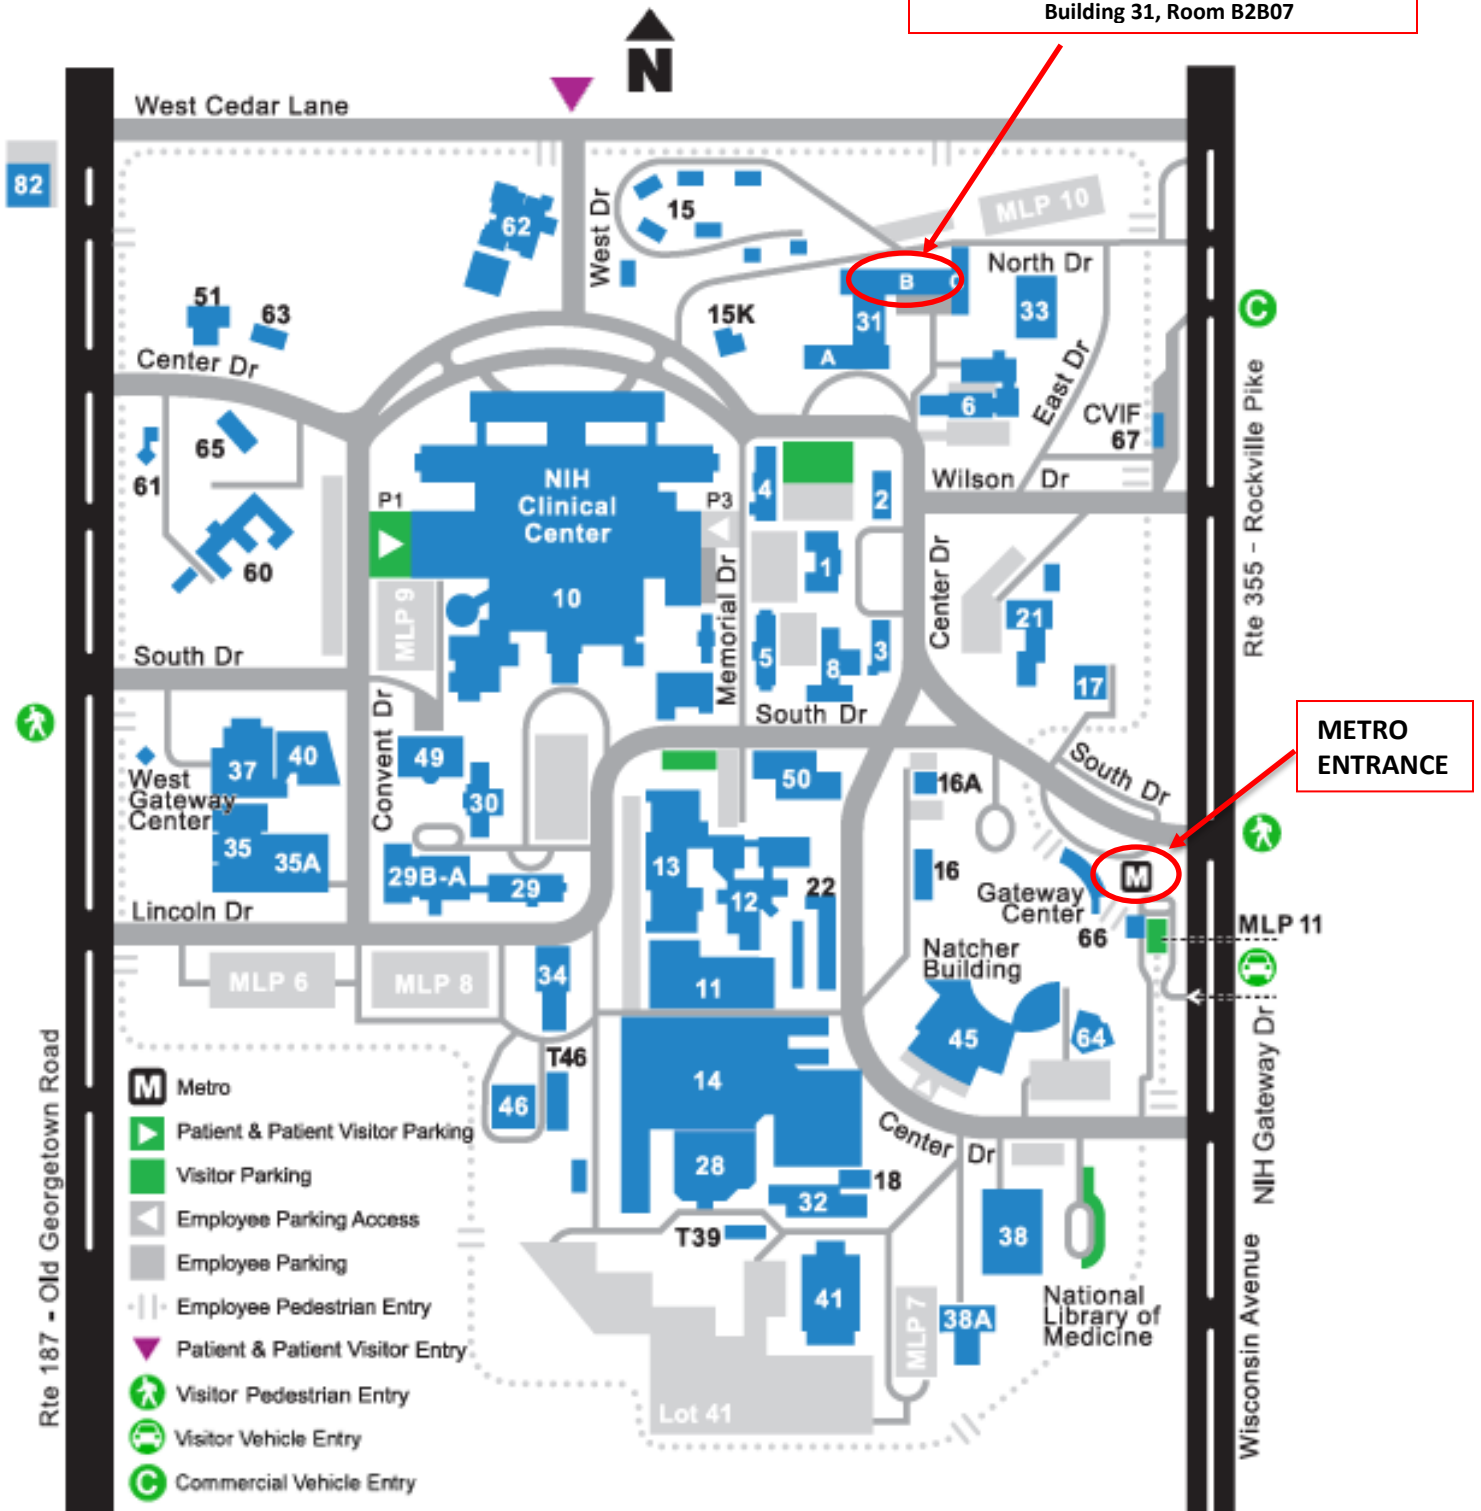 Building 31, Room B2B07
N
West Cedar Lane
82
62
West Dr
15
MLP 10
B
C
North Dr
33
31
A
15K
51
63
Center Dr
6
East Dr
CVIF
67
C
Rte 355 - Rockville Pike
65
61
60
P1
NIH
Clinical
Center
P3
10
4
2
Wilson Dr
1
Memorial Dr
Center Dr
MLP 9
5
8
3
21
17
South Dr
South Dr
METRO
ENTRANCE
West
Gateway
Center
37
40
49
30
Convent Dr
50
16A
South Dr
35
35A
29B-A
29
13
12
22
16
M
Gateway
Center
66
MLP 11
Lincoln Dr
MLP 6
MLP 8
34
11
Natcher
Building
45
64
NIH Gateway Dr
T46
46
14
Center Dr
28
18
32
T39
41
38
38A
MLP 7
National
Library of
Medicine
Lot 41
Wisconsin Avenue
Rte 187 - Old Georgetown Road
M Metro
Patient & Patient Visitor Parking
Visitor Parking
Employee Parking Access
Employee Parking
Employee Pedestrian Entry
Patient & Patient Visitor Entry
Visitor Pedestrian Entry
Visitor Vehicle Entry
C Commercial Vehicle Entry